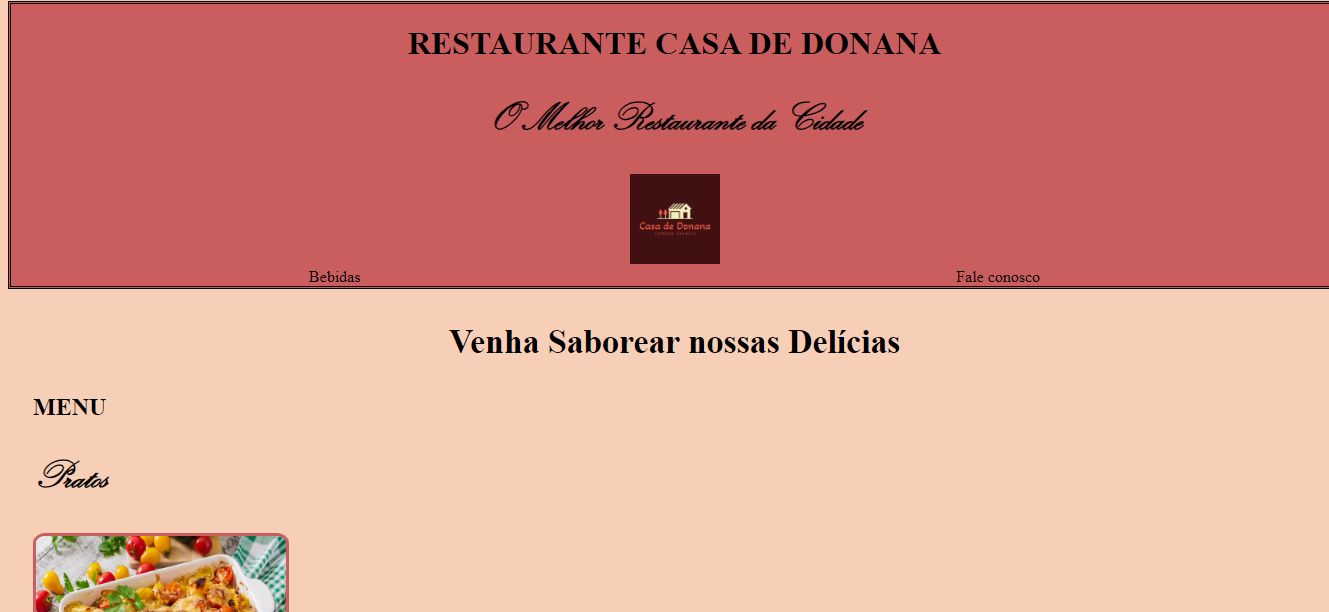 RESTAURANTE CASA DE DONANA
O Melhor Restaurante da Cidade
Casa de Donana
Bebidas Fale conosco
Venha Saborear nossas Delícias
MENU
Pratos